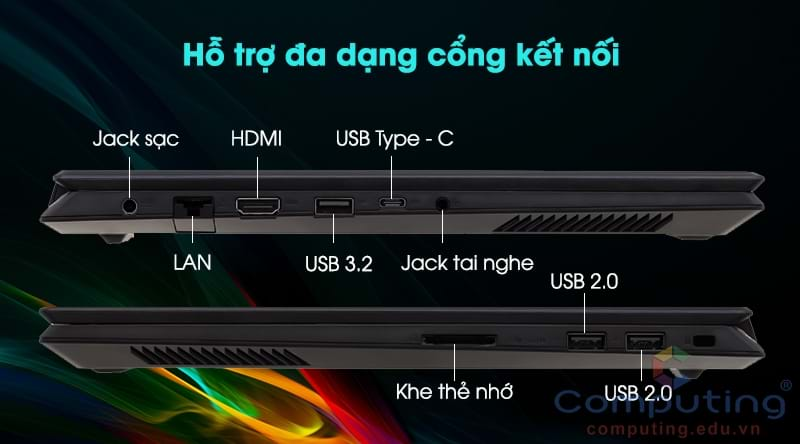 Hỗ trợ đa dạng cổng kết nối
Jack sạc
HDMI
USB Type - C
LAN
USB 3.2
Jack tai nghe
USB 2.0
Khe thẻ nhớ
USB 2.0
Computing®
computing.edu.vn